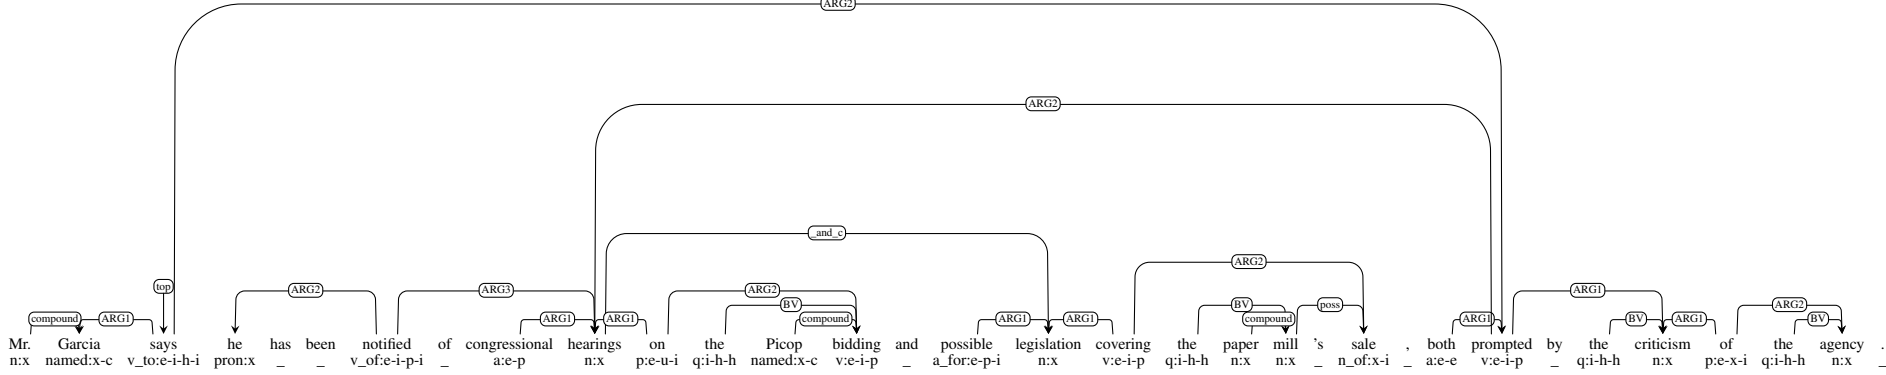 ARG2
ARG2
_and_c
ARG2
top ARG2 ARG3 ARG2 ARG1
BV BV poss ARG2
compound ARG1 ARG1 ARG1 compound ARG1 ARG1 compound ARG1 BV ARG1 BV
Mr. Garcia says he has been notified of congressional hearings on the Picop bidding and possible legislation covering the paper mill 's sale , both prompted by the criticism of the agency .
n:x named:x-c v_to:e-i-h-i pron:x _ _ v_of:e-i-p-i _ a:e-p n:x p:e-u-i q:i-h-h named:x-c v:e-i-p _ a_for:e-p-i n:x v:e-i-p q:i-h-h n:x n:x _ n_of:x-i _ a:e-e v:e-i-p _ q:i-h-h n:x p:e-x-i q:i-h-h n:x _